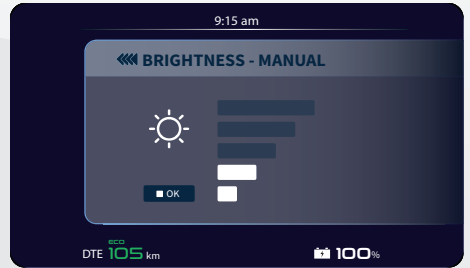 9:15 am
BRIGHTNESS - MANUAL
OK
ECO
DTE 105 km
100%